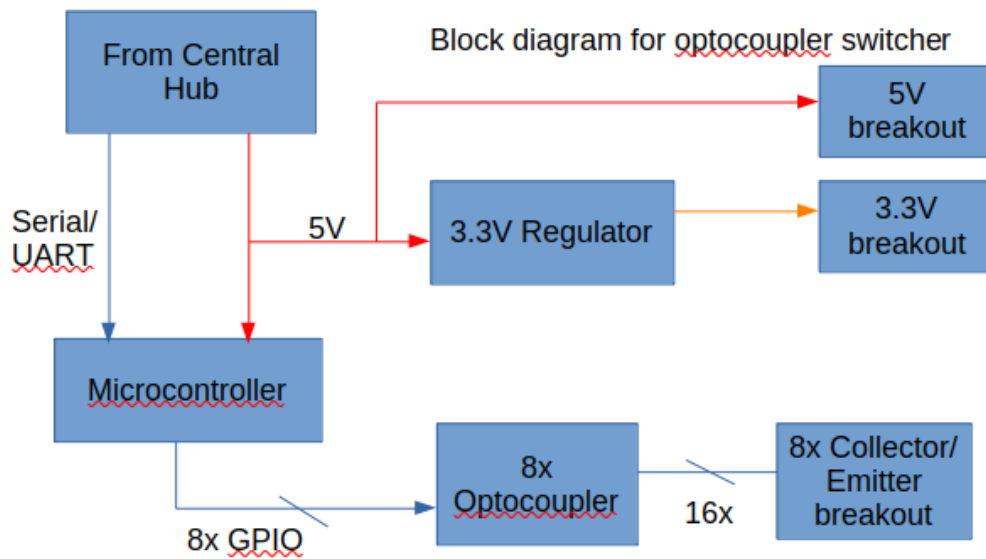 From Central
Hub
Block diagram for optocoupler switcher
5V
breakout
Serial/
UART
5V
3.3V Regulator
3.3V
breakout
Microcontroller
8x GPIO
8x
Optocoupler
16x
8x Collector/
Emitter
breakout